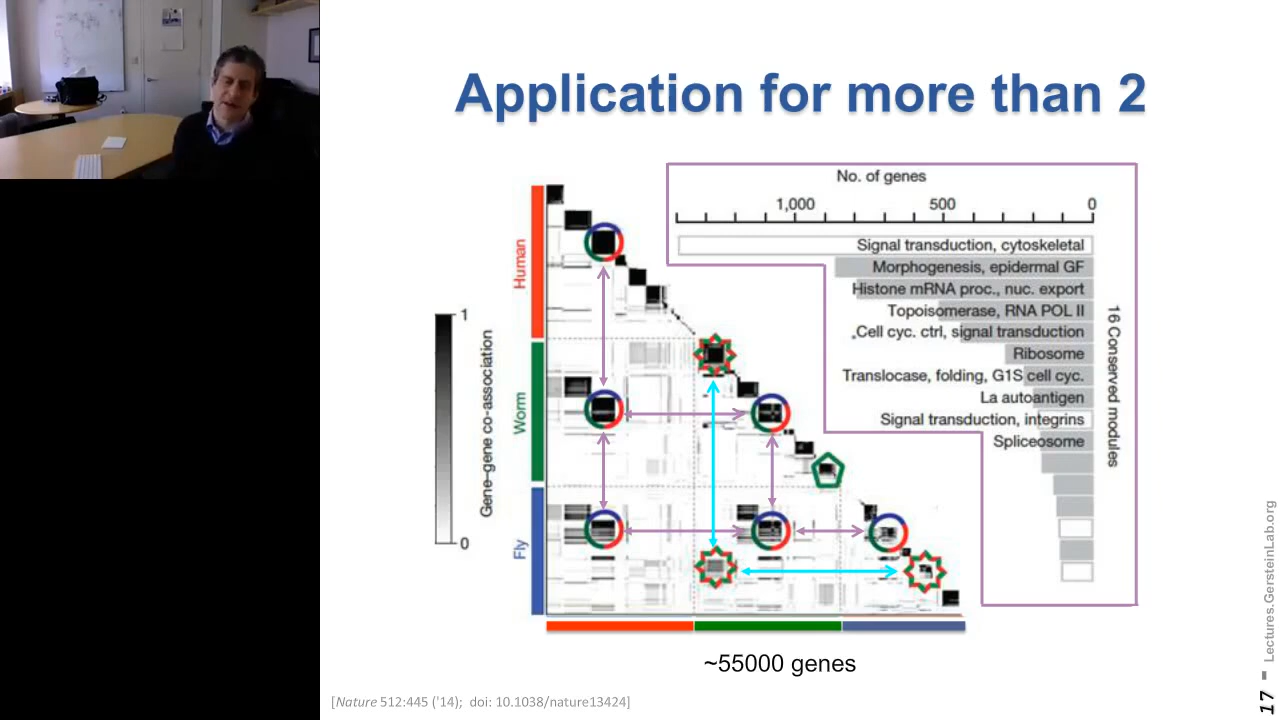 Application for more than 2
No. of genes
1,000 500 0
Signal transduction, cytoskeletal
Morphogenesis, epidermal GF
Histone mRNA proc., nuc. export
Topoisomerase, RNA POL II
Cell cyc. ctrl, signal transduction
Ribosome
Translocase, folding, G1S cell cyc.
La autoantigen
Signal transduction, integrins
Spliceosome
16 Conserved modules
Human
Worm
Fly
1
0
Gene–gene co-association
~55000 genes
[Nature 512:445 ('14); doi: 10.1038/nature13424]
17 - Lectures.GersteinLab.org